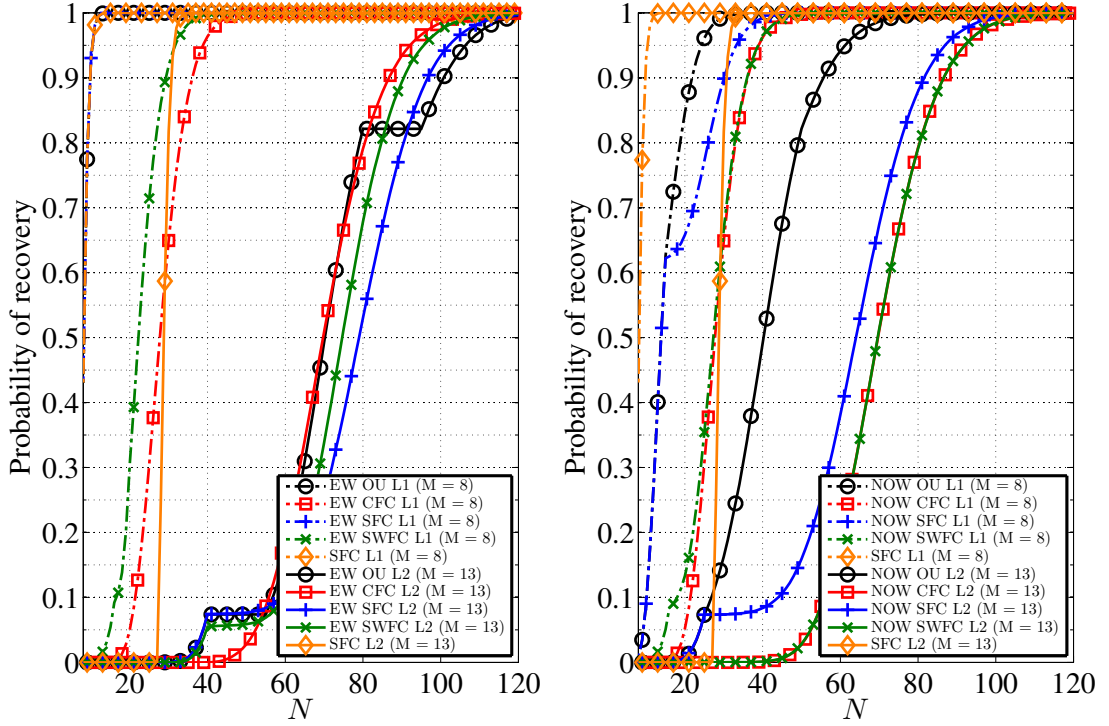 1
0.9
0.8
0.7
0.6
0.5
0.4
0.3
0.2
0.1
0
Probability of recovery
20
40
60
80
100
120
N
EW OU L1 (M = 8)
EW CFC L1 (M = 8)
EW SFC L1 (M = 8)
EW SWFC L1 (M = 8)
SFC L1 (M = 8)
EW OU L2 (M = 13)
EW CFC L2 (M = 13)
EW SFC L2 (M = 13)
EW SWFC L2 (M = 13)
SFC L2 (M = 13)
1
0.9
0.8
0.7
0.6
0.5
0.4
0.3
0.2
0.1
0
Probability of recovery
20
40
60
80
100
120
N
NOW OU L1 (M = 8)
NOW CFC L1 (M = 8)
NOW SFC L1 (M = 8)
NOW SWFC L1 (M = 8)
SFC L1 (M = 8)
NOW OU L2 (M = 13)
NOW CFC L2 (M = 13)
NOW SFC L2 (M = 13)
NOW SWFC L2 (M = 13)
SFC L2 (M = 13)